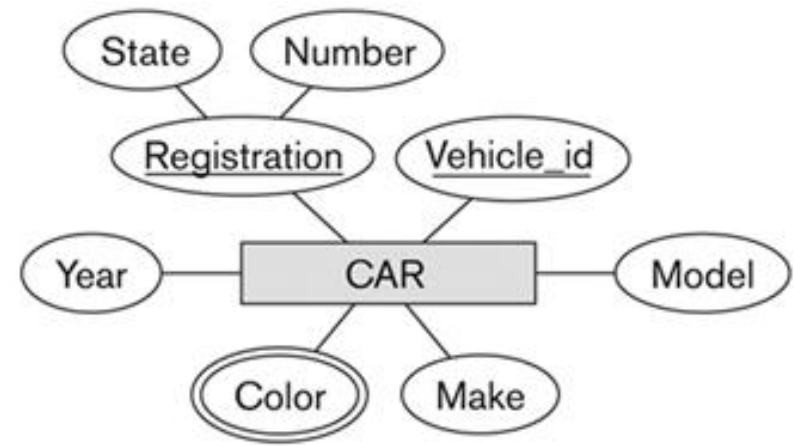 State Number
Registration Vehicle_id
Year CAR Model
Color Make